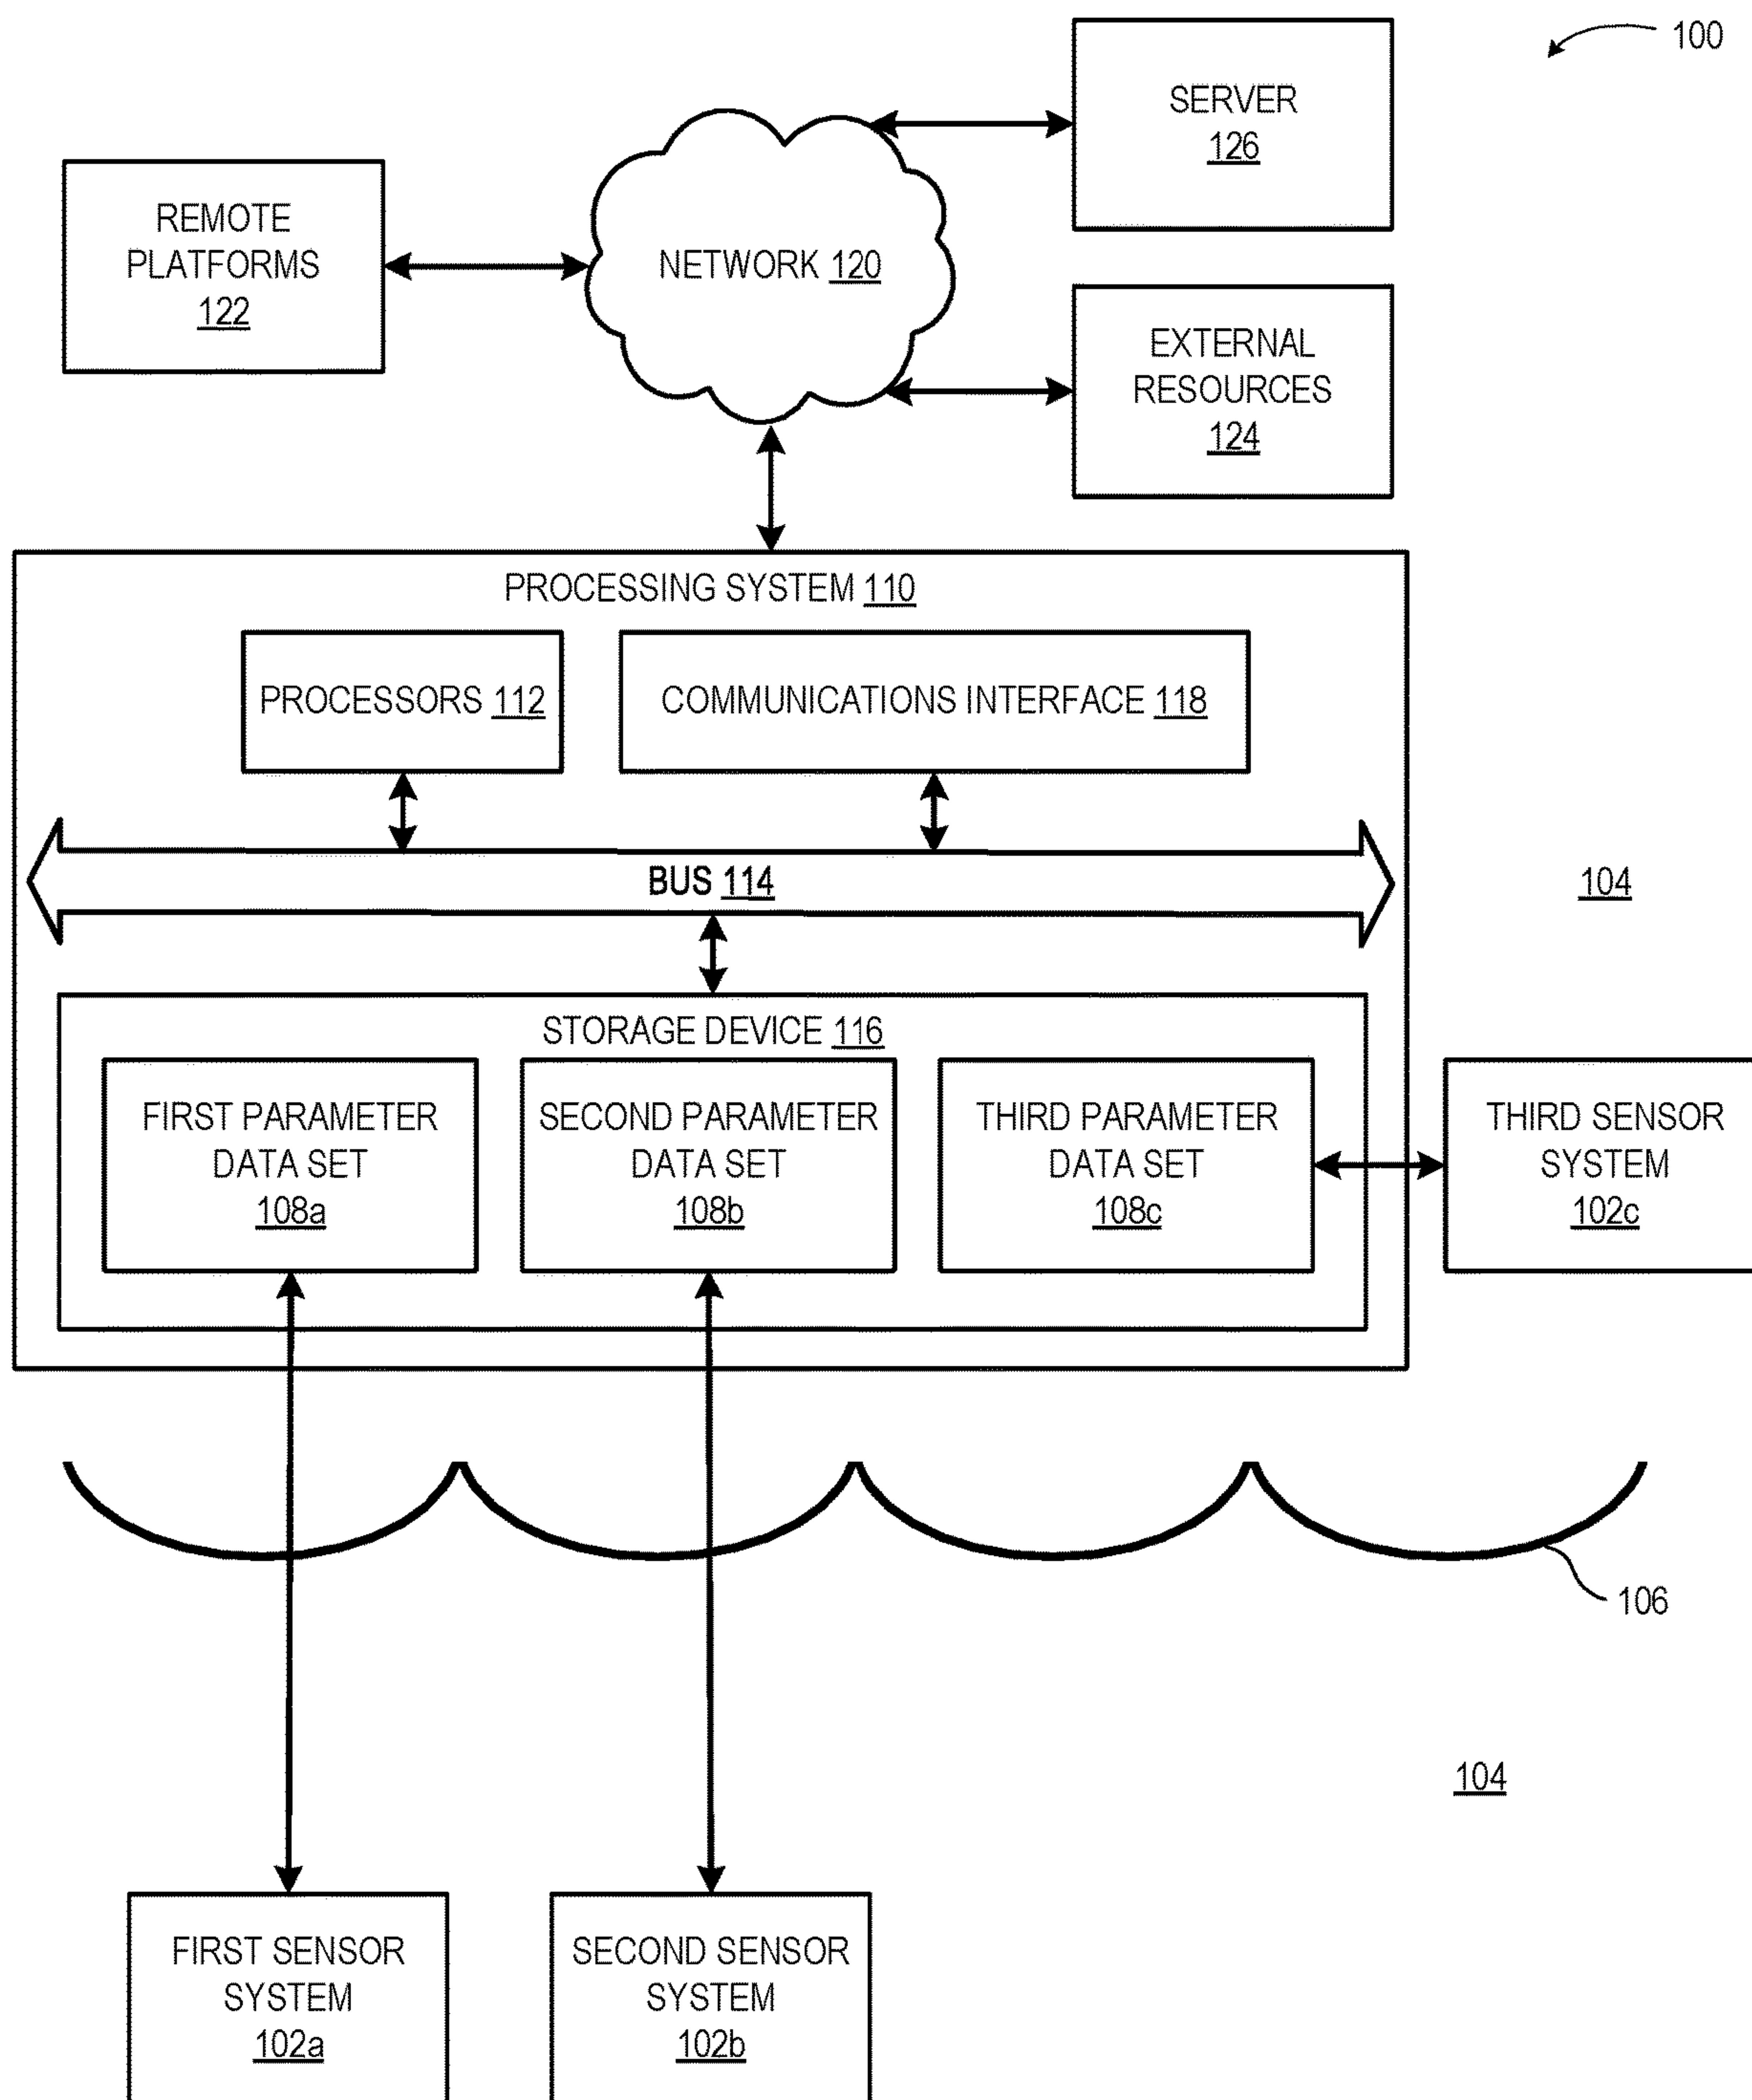 100
SERVER
126
REMOTE
PLATFORMS
122
NETWORK 120
EXTERNAL
RESOURCES
124
PROCESSING SYSTEM 110
PROCESSORS 112
COMMUNICATIONS INTERFACE 118
BUS 114
104
STORAGE DEVICE 116
FIRST PARAMETER
DATA SET
108a
SECOND PARAMETER
DATA SET
108b
THIRD PARAMETER
DATA SET
108c
THIRD SENSOR
SYSTEM
102c
106
104
FIRST SENSOR
SYSTEM
102a
SECOND SENSOR
SYSTEM
102b